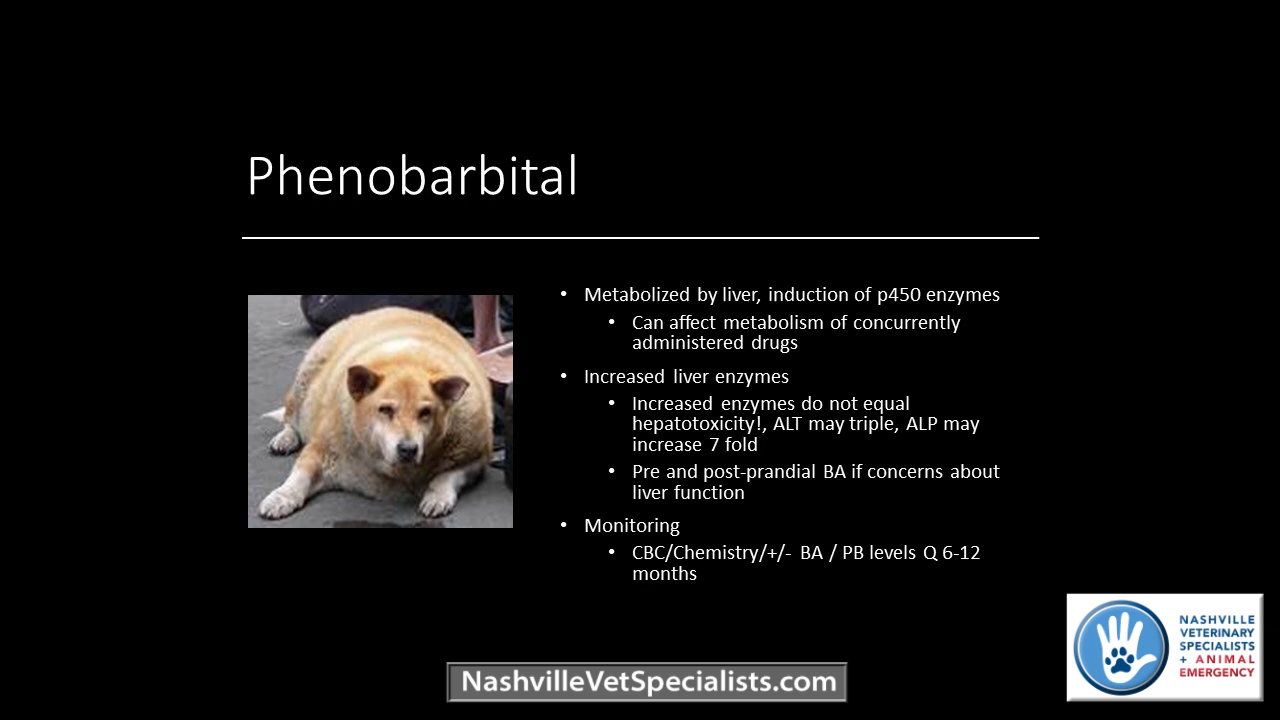 Phenobarbital
• Metabolized by liver, induction of p450 enzymes
• Can affect metabolism of concurrently
administered drugs
• Increased liver enzymes
• Increased enzymes do not equal
hepatotoxicity!, ALT may triple, ALP may
increase 7 fold
• Pre and post-prandial BA if concerns about
liver function
• Monitoring
• CBC/Chemistry/+/- BA / PB levels Q 6-12
months
NASHVILLE
VETERINARY
SPECIALISTS
+ ANIMAL
EMERGENCY
NashvilleVetSpecialists.com